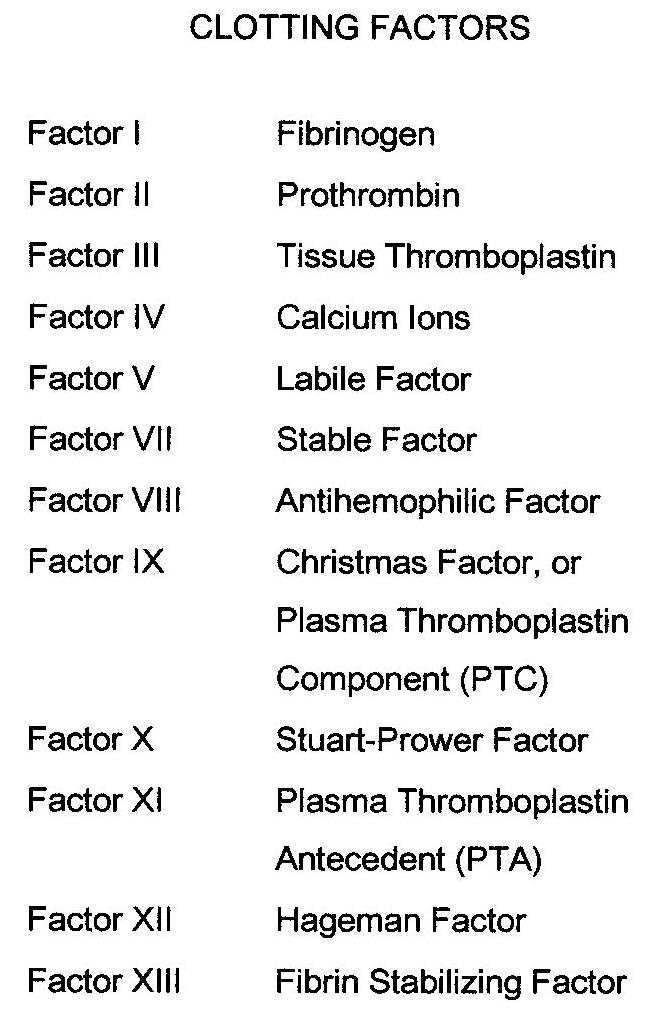 CLOTTING FACTORS
Factor I Fibrinogen
Factor II Prothrombin
Factor III Tissue Thromboplastin
Factor IV Calcium Ions
Factor V Labile Factor
Factor VII Stable Factor
Factor VIII Antihemophilic Factor
Factor IX Christmas Factor, or
Plasma Thromboplastin
Component (PTC)
Factor X Stuart-Prower Factor
Factor XI Plasma Thromboplastin
Antecedent (PTA)
Factor XII Hageman Factor
Factor XIII Fibrin Stabilizing Factor